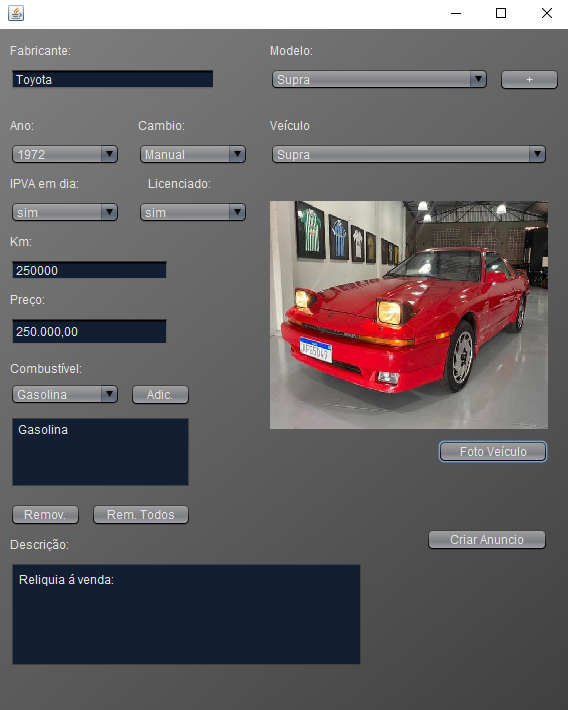 Fabricante:
Modelo:
Toyota
Supra
+
Ano:
Cambio:
Veículo
1972
Manual
Supra
IPVA em dia:
Licenciado:
sim
sim
Km:
250000
Preço:
250.000,00
Combustível:
Gasolina
Adic.
Gasolina
Foto Veículo
Remov.
Rem. Todos
Criar Anuncio
Descrição:
Reliquia á venda: